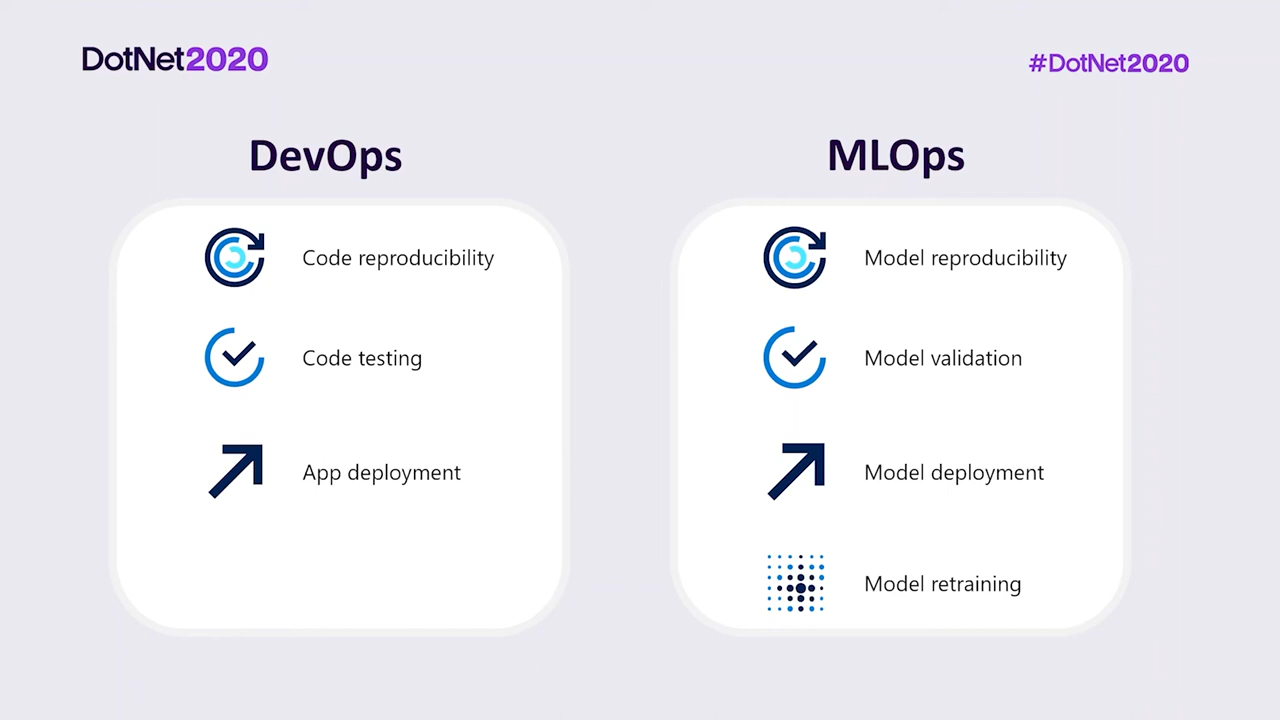 DotNet2020
#DotNet2020
DevOps
Code reproducibility
Code testing
App deployment
MLOps
Model reproducibility
Model validation
Model deployment
Model retraining